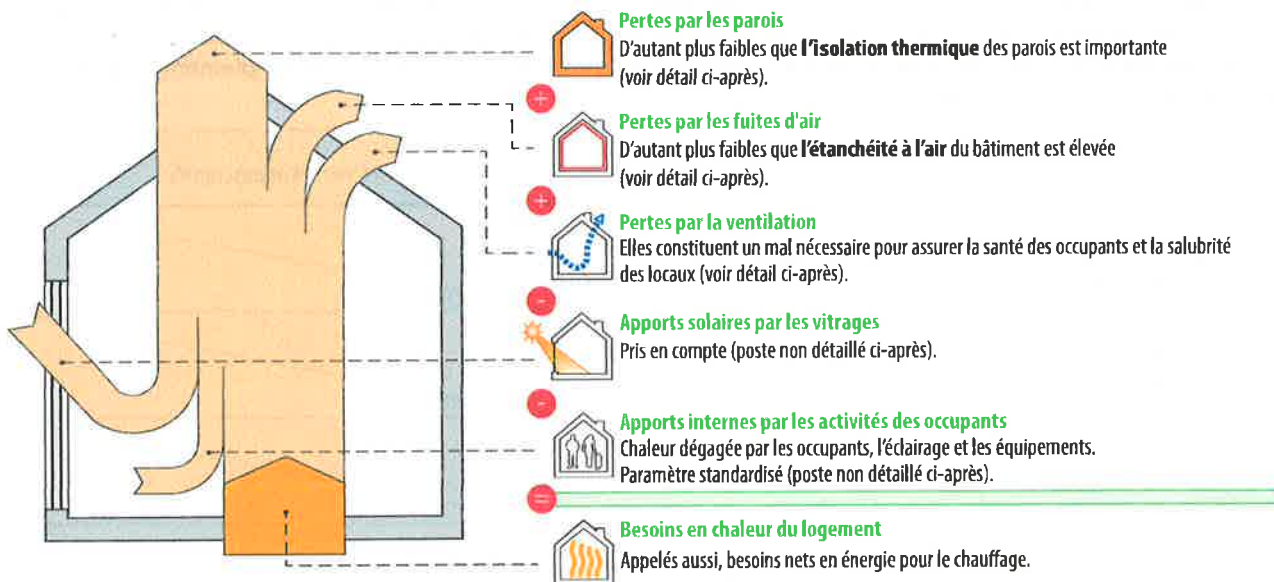 Pertes par les parois
D'autant plus faibles que l'isolation thermique des parois est importante
(voir détail ci-après).
+
Pertes par les fuites d'air
D'autant plus faibles que l'étanchéité à l'air du bâtiment est élevée
(voir détail ci-après).
+
Pertes par la ventilation
Elles constituent un mal nécessaire pour assurer la santé des occupants et la salubrité
des locaux (voir détail ci-après).
-
Apports solaires par les vitrages
Pris en compte (poste non détaillé ci-après).
-
Apports internes par les activités des occupants
Chaleur dégagée par les occupants, l'éclairage et les équipements.
Paramètre standardisé (poste non détaillé ci-après).
=
Besoins en chaleur du logement
Appelés aussi, besoins nets en énergie pour le chauffage.